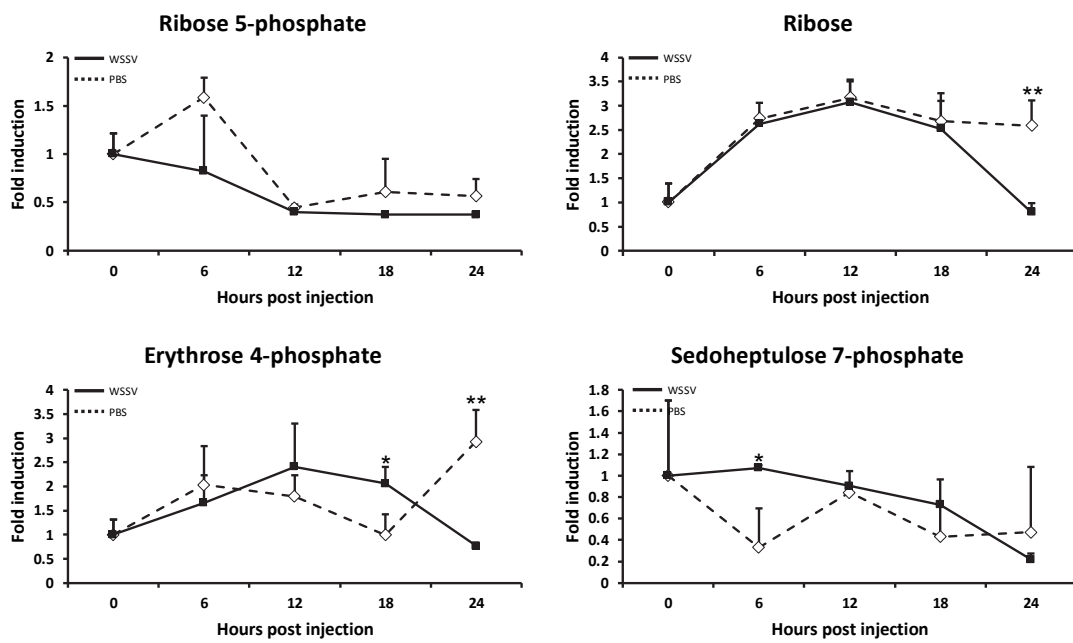 Ribose 5-phosphate
WSSV
PBS
2
1.5
1
0.5
0
Fold induction
0 6 12 18 24
Hours post injection
Ribose
WSSV
PBS
4
3.5
3
2.5
2
1.5
1
0.5
0
Fold induction
**
0 6 12 18 24
Hours post injection
Erythrose 4-phosphate
WSSV
PBS
4
3.5
3
2.5
2
1.5
1
0.5
0
Fold induction
*
**
0 6 12 18 24
Hours post injection
Sedoheptulose 7-phosphate
WSSV
PBS
1.8
1.6
1.4
1.2
1
0.8
0.6
0.4
0.2
0
Fold induction
*
0 6 12 18 24
Hours post injection